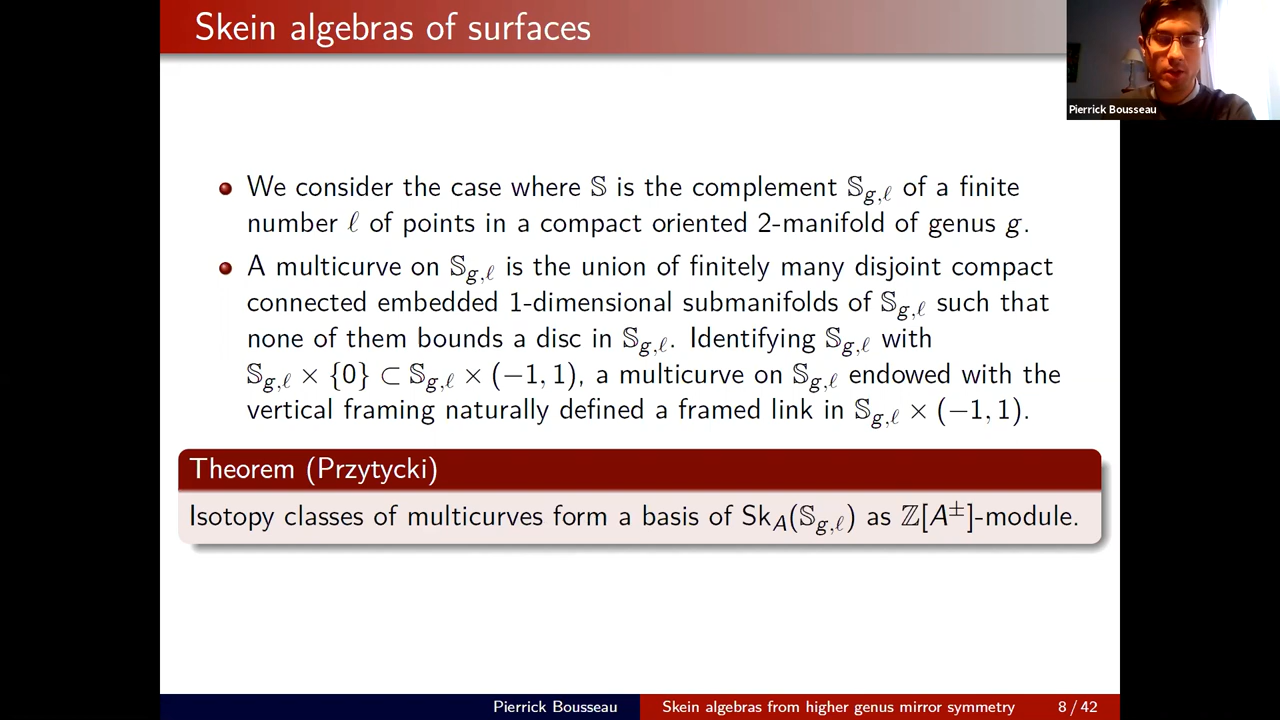 Skein algebras of surfaces
Pierrick Bousseau
We consider the case where 𝕊 is the complement 𝕊_{g,ℓ} of a finite
number ℓ of points in a compact oriented 2-manifold of genus g.
A multicurve on 𝕊_{g,ℓ} is the union of finitely many disjoint compact
connected embedded 1-dimensional submanifolds of 𝕊_{g,ℓ} such that
none of them bounds a disc in 𝕊_{g,ℓ}. Identifying 𝕊_{g,ℓ} with
𝕊_{g,ℓ} × {0} ⊂ 𝕊_{g,ℓ} × (−1, 1), a multicurve on 𝕊_{g,ℓ} endowed with the
vertical framing naturally defined a framed link in 𝕊_{g,ℓ} × (−1, 1).
Theorem (Przytycki)
Isotopy classes of multicurves form a basis of Sk_A(𝕊_{g,ℓ}) as ℤ[A^±]-module.
Pierrick Bousseau
Skein algebras from higher genus mirror symmetry
8 / 42